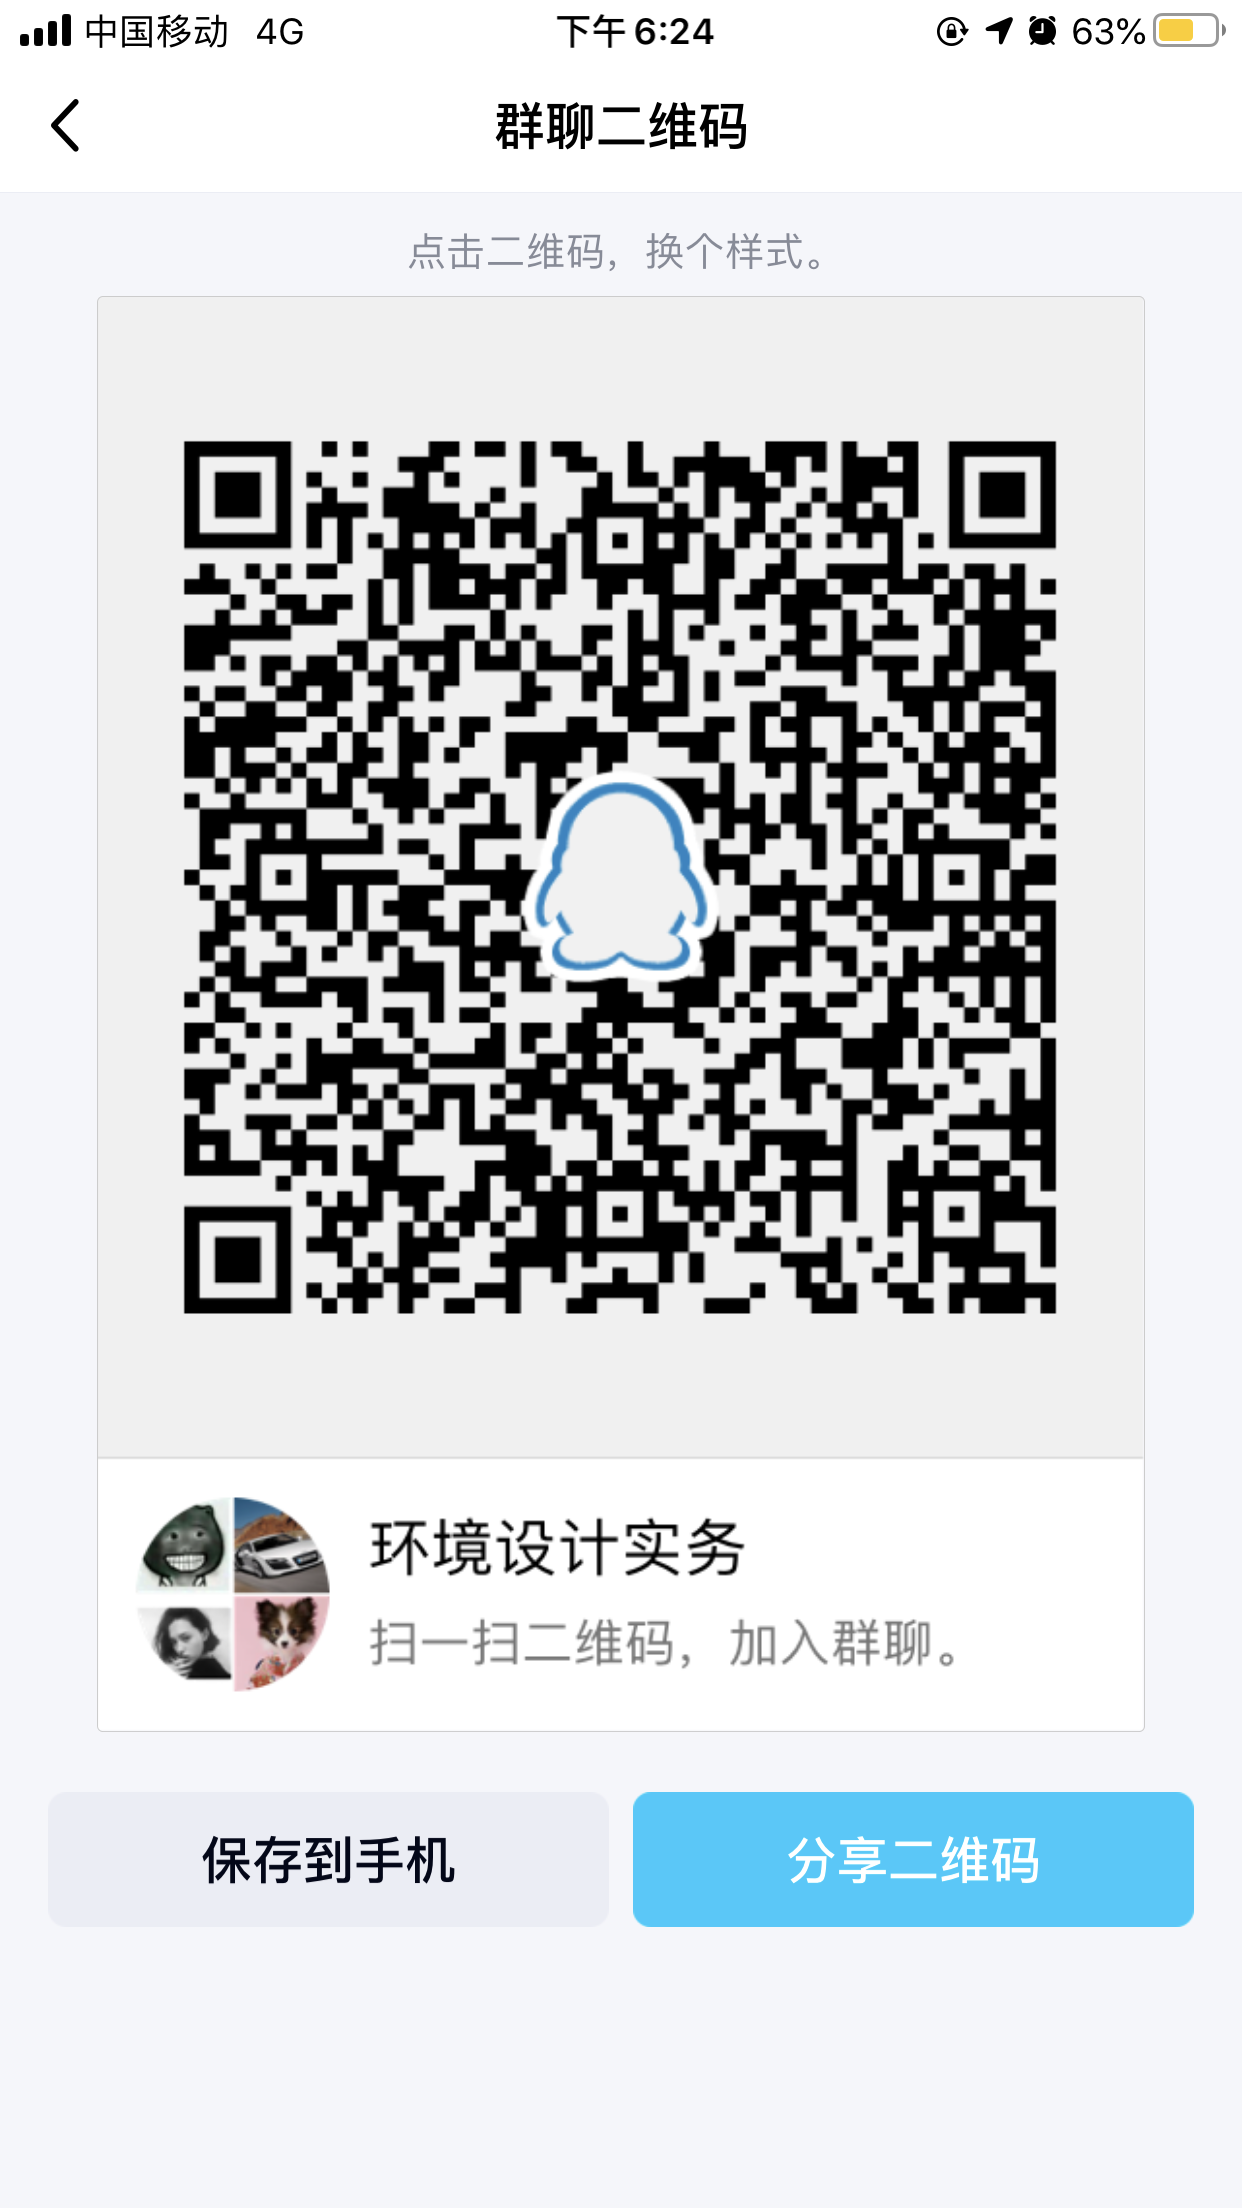 中国移动 4G 下午 6:24 63%
群聊二维码
点击二维码，换个样式。
环境设计实务
扫一扫二维码，加入群聊。
保存到手机 分享二维码